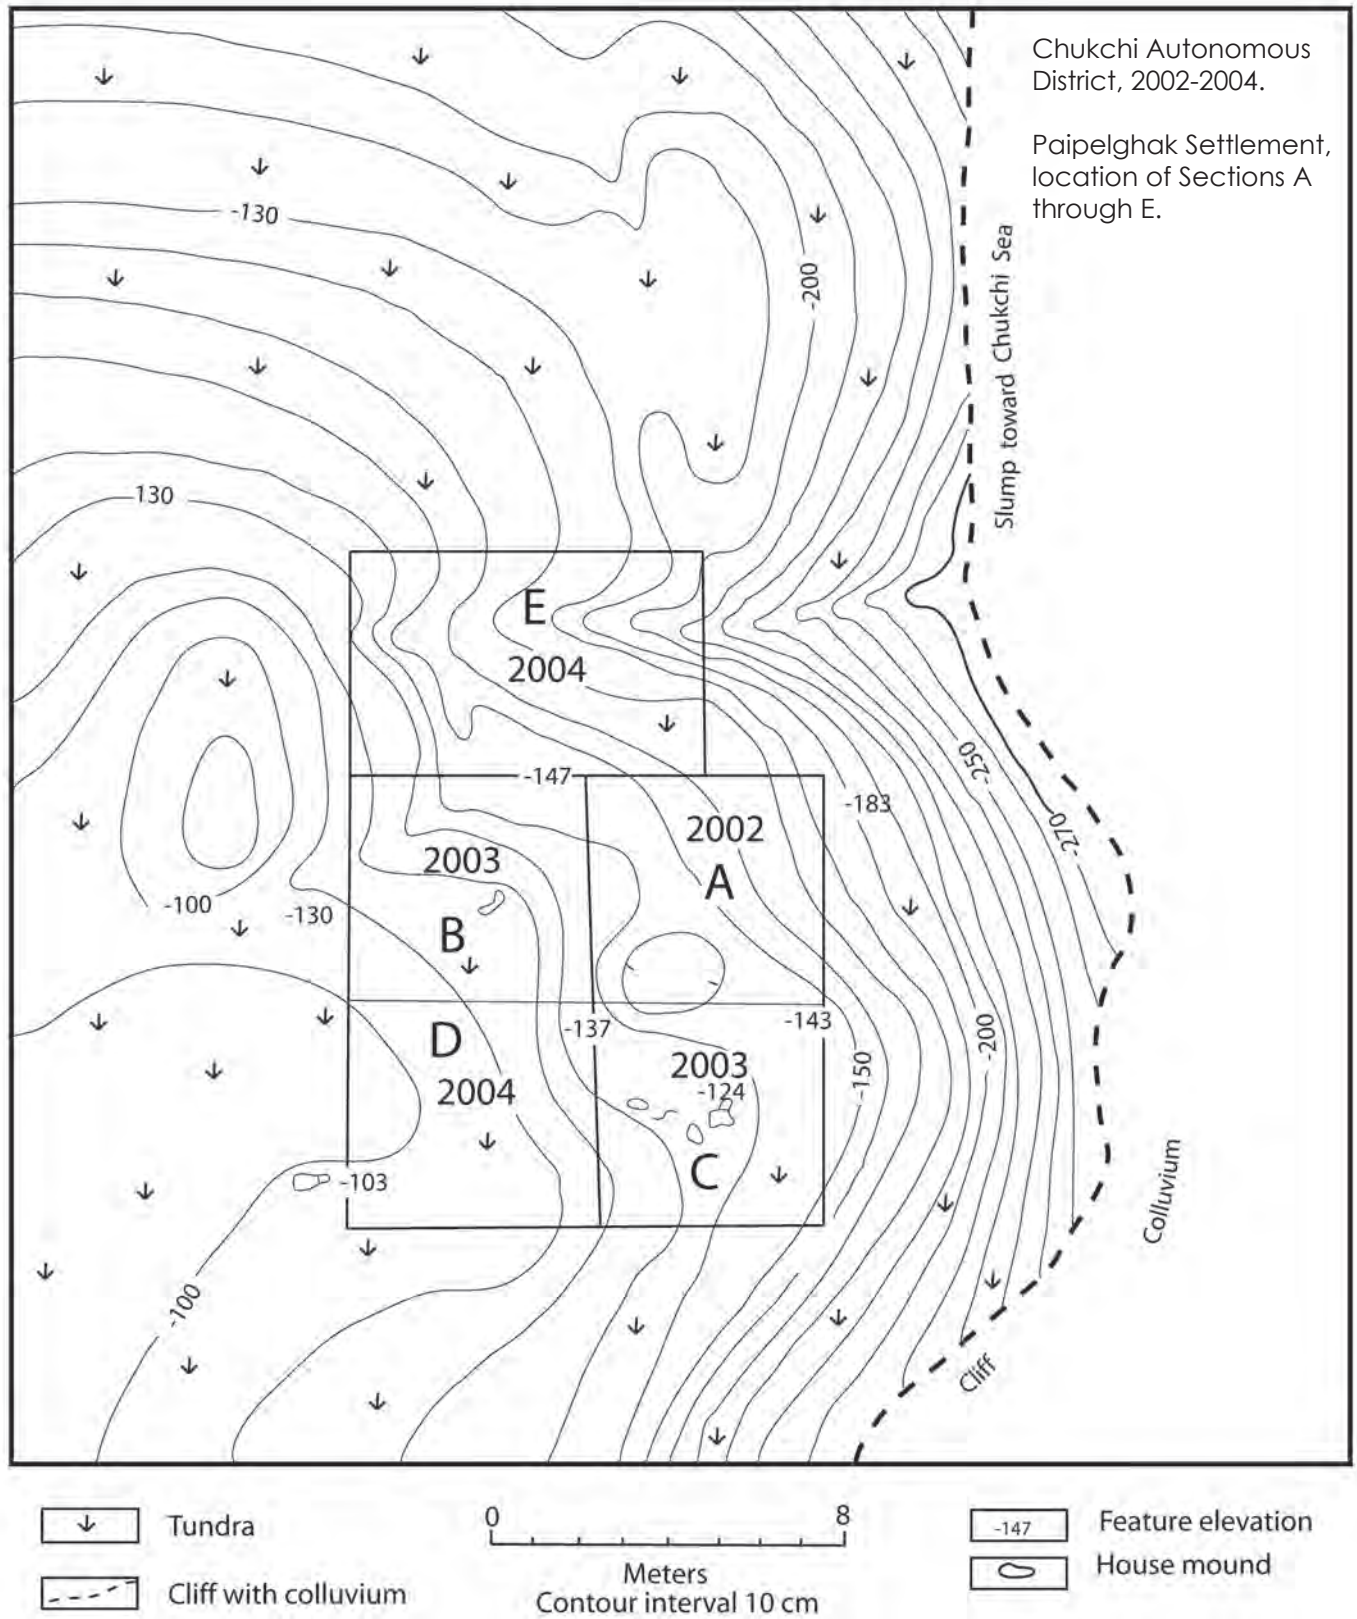 Chukchi Autonomous
District, 2002-2004.
Paipelghak Settlement,
location of Sections A
through E.
-130
-200
Slump toward Chukchi Sea
130
E
2004
-147
-250
-183
-270
2002
A
2003
B
-100
-130
-137
-143
-200
D
2004
2003
-124
-150
C
-103
-100
Colluvium
Cliff
Tundra
Cliff with colluvium
0 8
Meters
Contour interval 10 cm
-147
Feature elevation
House mound